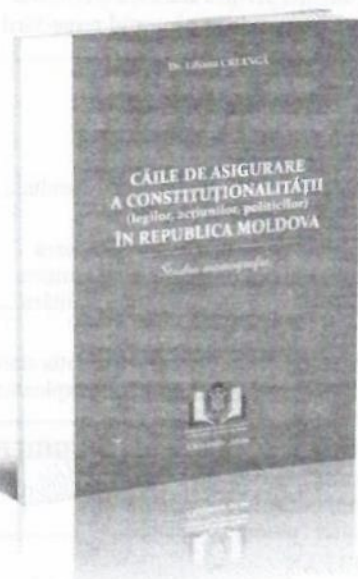 Dr. Liliana CREANGĂ
CĂILE DE ASIGURARE
A CONSTITUȚIONALITĂȚII
(legilor, acțiunilor, politicilor)
ÎN REPUBLICA MOLDOVA
Studiu monografic